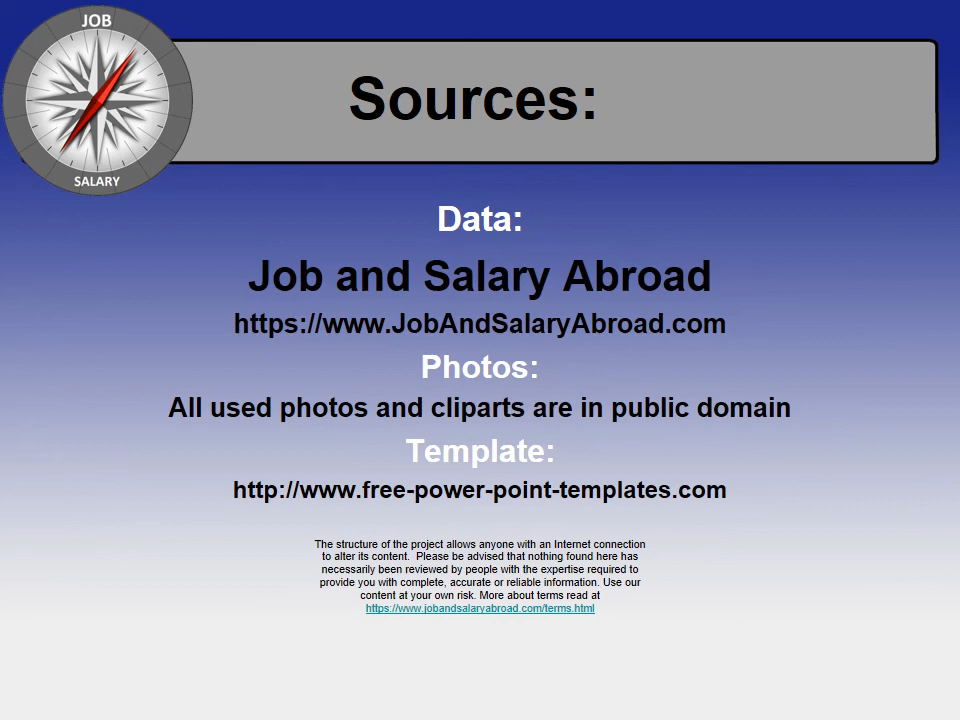 JOB
SALARY
Sources:
Data:
Job and Salary Abroad
https://www.JobAndSalaryAbroad.com
Photos:
All used photos and cliparts are in public domain
Template:
http://www.free-power-point-templates.com
The structure of the project allows anyone with an Internet connection
to alter its content.  Please be advised that nothing found here has
necessarily been reviewed by people with the expertise required to
provide you with complete, accurate or reliable information. Use our
content at your own risk. More about terms read at
https://www.jobandsalaryabroad.com/terms.html